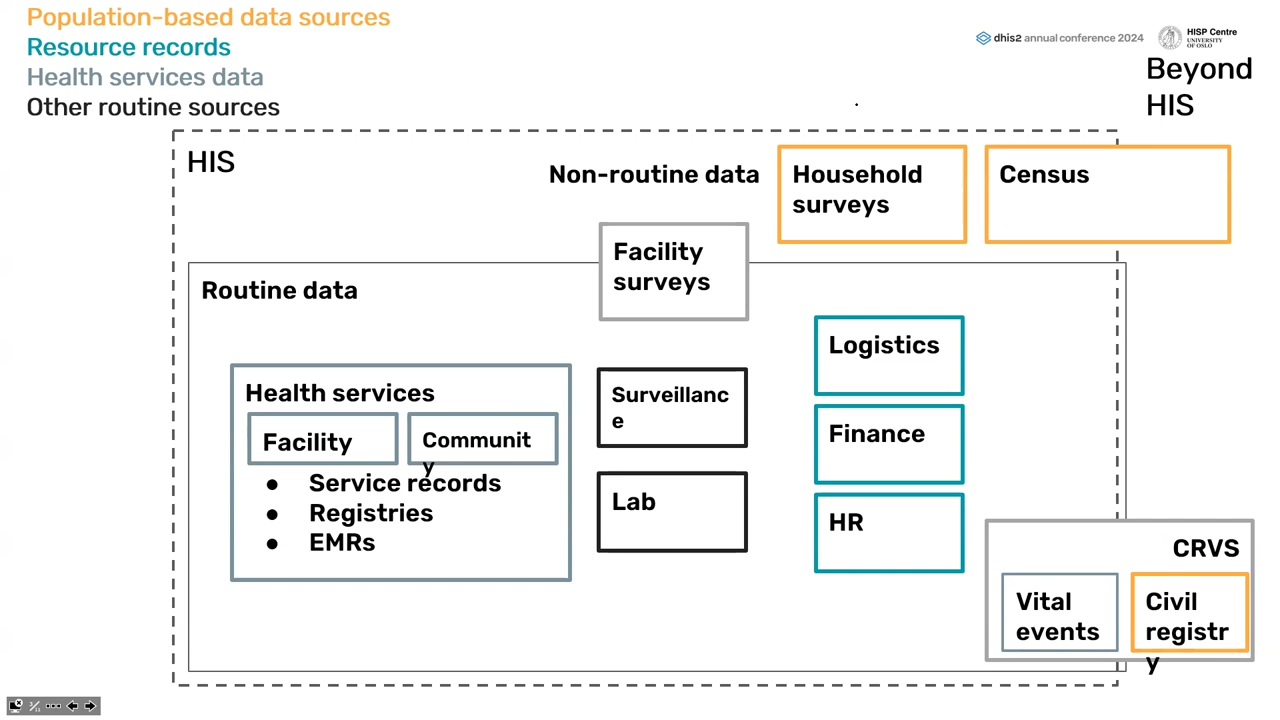 Population-based data sources
Resource records
Health services data
Other routine sources
dhis2 annual conference 2024
HISP Centre
UNIVERSITY
OF OSLO
Beyond
HIS
HIS
Non-routine data
Household
surveys
Census
Facility
surveys
Routine data
Logistics
Health services
Surveillanc
e
Facility
Communit
y
Finance
● Service records
● Registries
● EMRs
Lab
HR
CRVS
Vital
events
Civil
registr
y